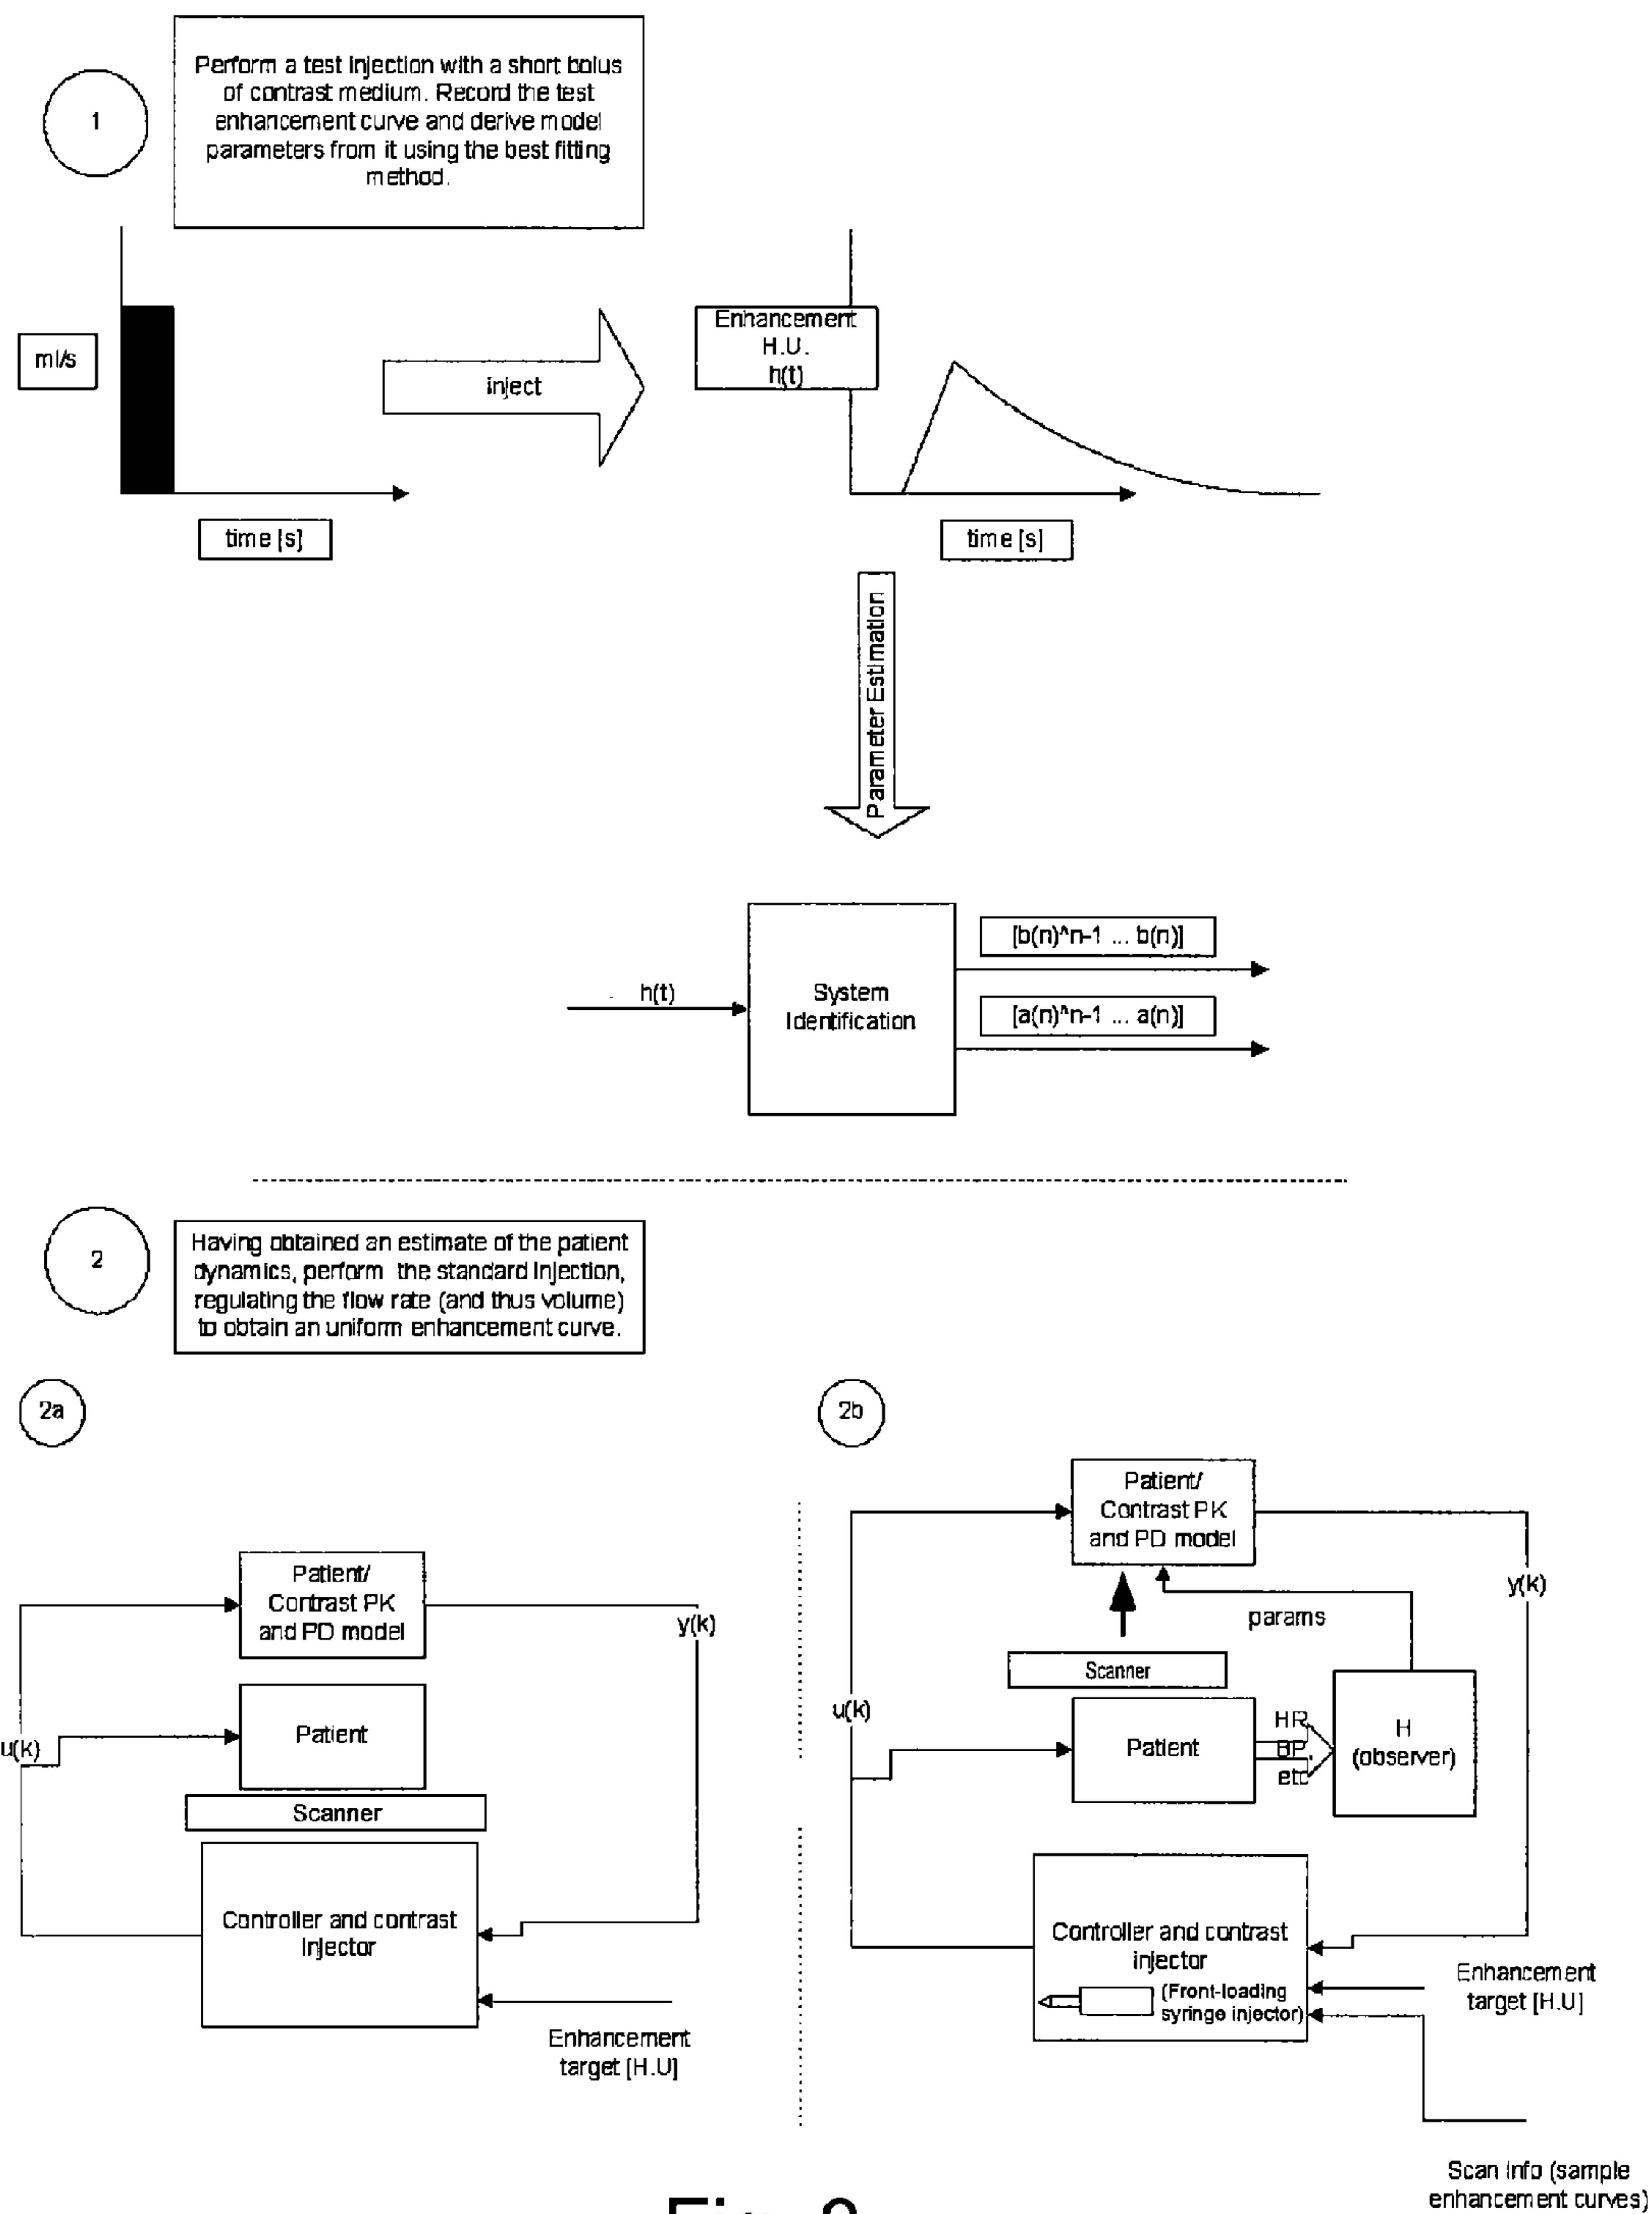 1
Perform a test injection with a short bolus
of contrast medium. Record the test
enhancement curve and derive model
parameters from it using the best fitting
method.
ml/s
inject
Enhancement
H.U.
h(t)
time [s]
time [s]
Parameter Estimation
h(t)
System
Identification
[b(n)^n-1 ... b(n)]
[a(n)^n-1 ... a(n)]
2
Having obtained an estimate of the patient
dynamics, perform the standard injection,
regulating the flow rate (and thus volume)
to obtain an uniform enhancement curve.
2a
Patient/
Contrast PK
and PD model
y(k)
u(k)
Patient
Scanner
Controller and contrast
injector
Enhancement
target [H.U]
2b
Patient/
Contrast PK
and PD model
y(k)
params
Scanner
u(k)
Patient
HR,
BP,
etc
H
(observer)
Controller and contrast
injector
(Front-loading
syringe injector)
Enhancement
target [H.U]
Scan info (sample
enhancement curves)